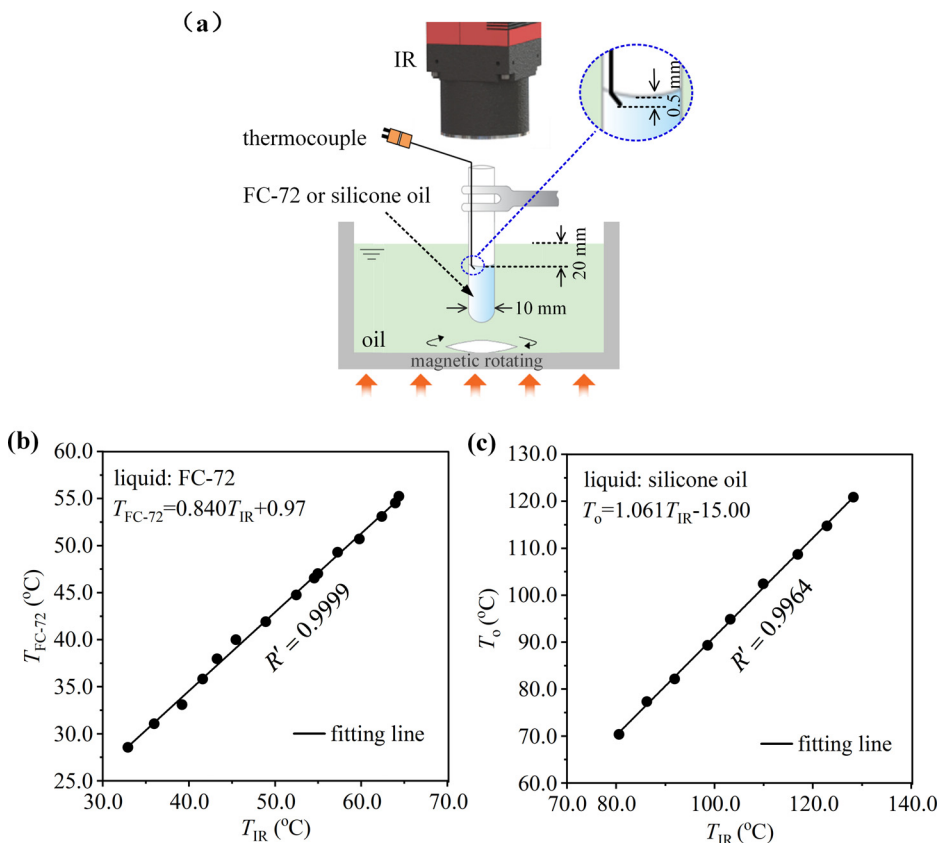 (a)
IR
0.5 mm
thermocouple
FC-72 or silicone oil
20 mm
10 mm
oil
magnetic rotating
(b)
60.0
55.0
50.0
45.0
40.0
35.0
30.0
25.0
T_FC-72 (°C)
liquid: FC-72
T_FC-72=0.840T_IR+0.97
R′ = 0.9999
fitting line
30.0 40.0 50.0 60.0 70.0
T_IR (°C)
(c)
130.0
120.0
110.0
100.0
90.0
80.0
70.0
60.0
T_o (°C)
liquid: silicone oil
T_o=1.061T_IR-15.00
R′ = 0.9964
fitting line
70.0 80.0 100.0 120.0 140.0
T_IR (°C)